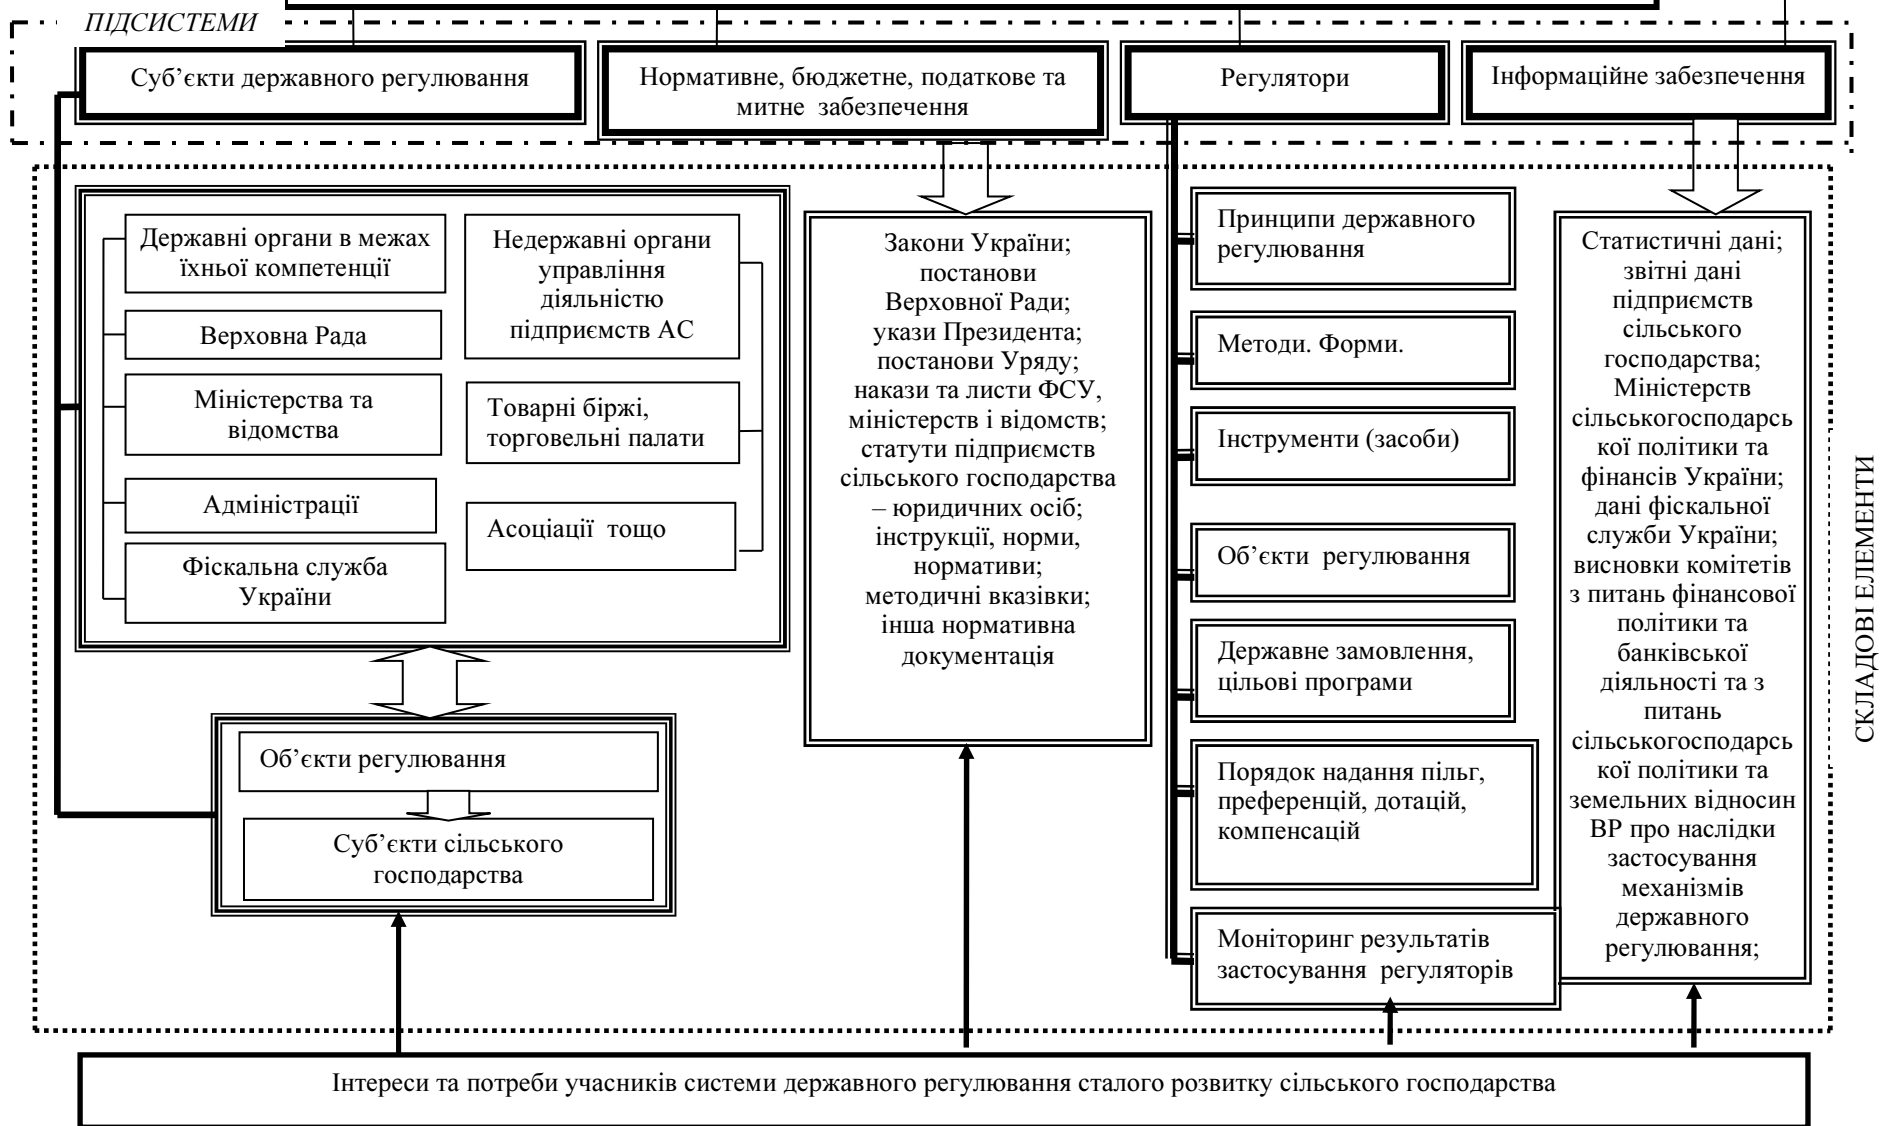 ПІДСИСТЕМИ
Суб’єкти державного регулювання
Нормативне, бюджетне, податкове та
митне забезпечення
Регулятори
Інформаційне забезпечення
Державні органи в межах
їхньої компетенції
Верховна Рада
Міністерства та
відомства
Адміністрації
Фіскальна служба
України
Недержавні органи
управління
діяльністю
підприємств АС
Товарні біржі,
торговельні палати
Асоціації тощо
Об’єкти регулювання
Суб’єкти сільського
господарства
Закони України;
постанови
Верховної Ради;
укази Президента;
постанови Уряду;
накази та листи ФСУ,
міністерств і відомств;
статути підприємств
сільського господарства
– юридичних осіб;
інструкції, норми,
нормативи;
методичні вказівки;
інша нормативна
документація
Принципи державного
регулювання
Методи. Форми.
Інструменти (засоби)
Об’єкти регулювання
Державне замовлення,
цільові програми
Порядок надання пільг,
преференцій, дотацій,
компенсацій
Моніторинг результатів
застосування регуляторів
Статистичні дані;
звітні дані
підприємств
сільського
господарства;
Міністерств
сільськогосподарсь
кої політики та
фінансів України;
дані фіскальної
служби України;
висновки комітетів
з питань фінансової
політики та
банківської
діяльності та з
питань
сільськогосподарсь
кої політики та
земельних відносин
ВР про наслідки
застосування
механізмів
державного
регулювання;
СКЛАДОВІ ЕЛЕМЕНТИ
Інтереси та потреби учасників системи державного регулювання сталого розвитку сільського господарства